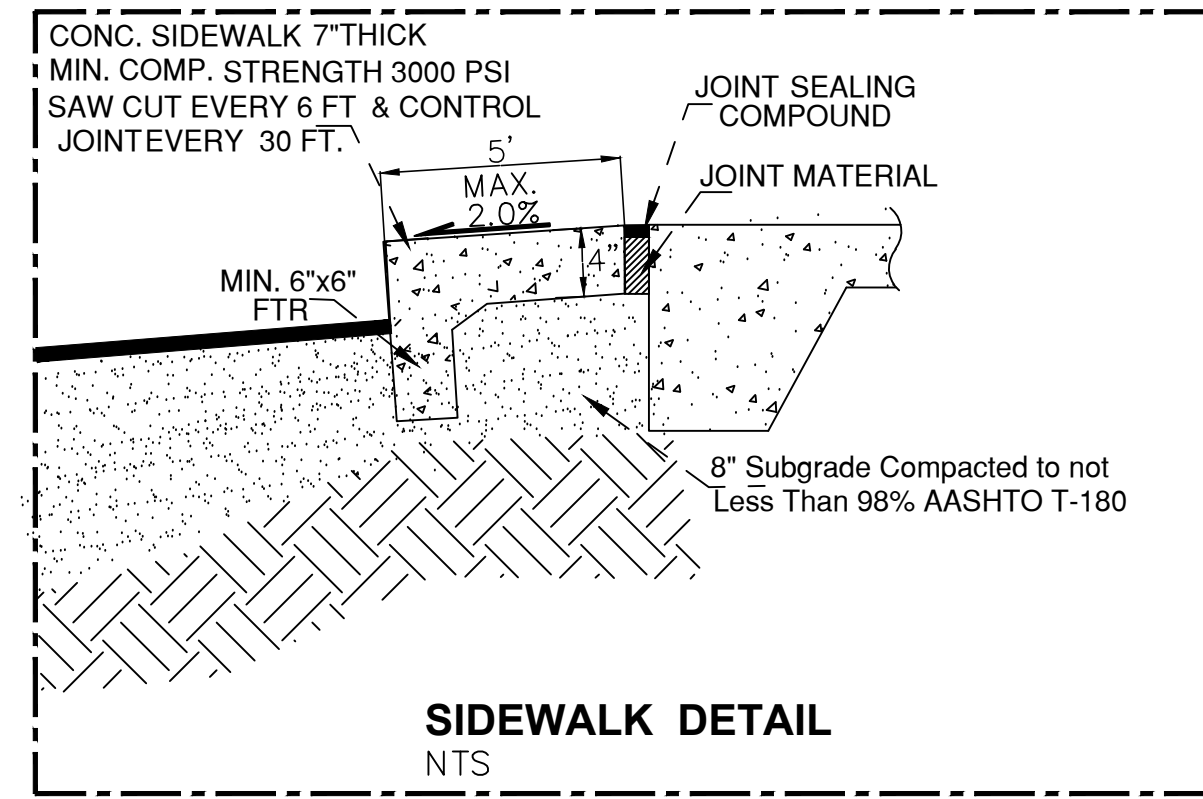 CONC. SIDEWALK 7"THICK
MIN. COMP. STRENGTH 3000 PSI
SAW CUT EVERY 6 FT & CONTROL
JOINTEVERY 30 FT.
JOINT SEALING
COMPOUND
5'
MAX.
2.0%
JOINT MATERIAL
4"
MIN. 6"x6"
FTR
8" Subgrade Compacted to not
Less Than 98% AASHTO T-180
SIDEWALK DETAIL
NTS